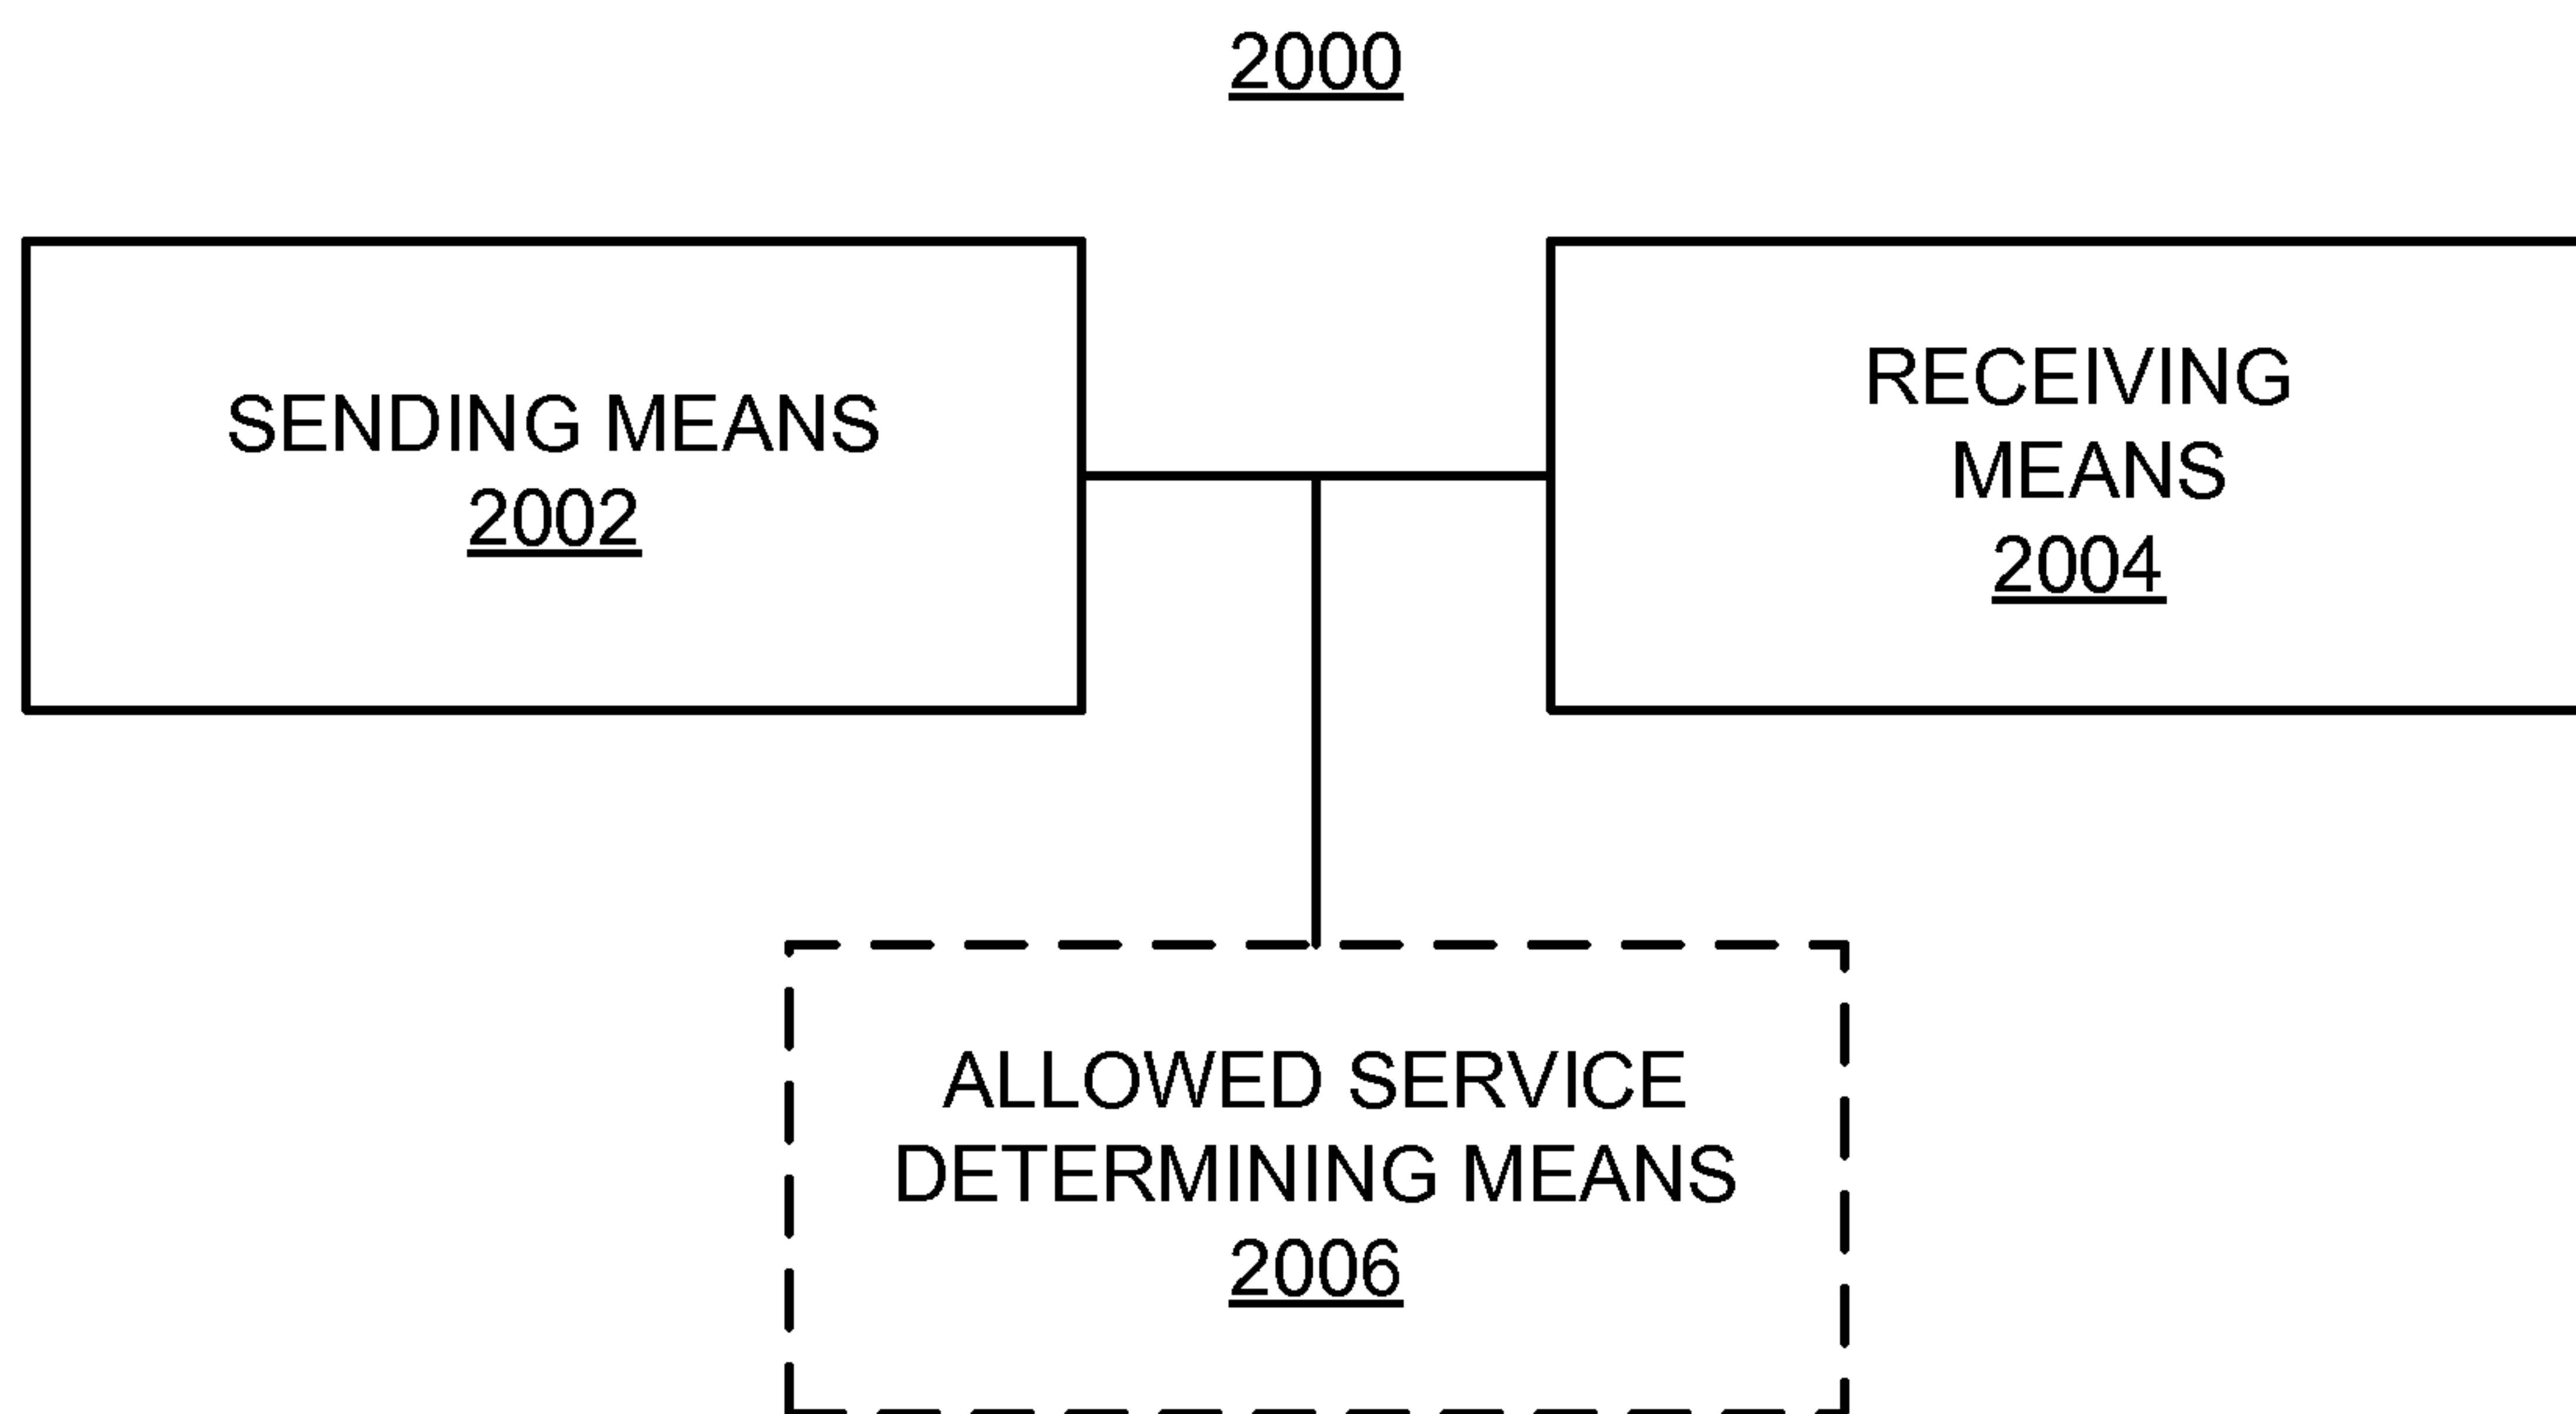 2000
SENDING MEANS
2002
RECEIVING
MEANS
2004
ALLOWED SERVICE
DETERMINING MEANS
2006